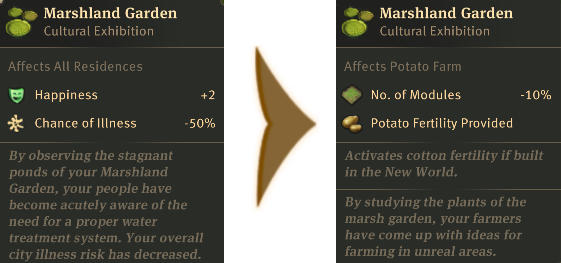 Marshland Garden
Cultural Exhibition
Affects All Residences
Happiness +2
Chance of Illness -50%
By observing the stagnant
ponds of your Marshland
Garden, your people have
become acutely aware of the
need for a proper water
treatment system. Your overall
city illness risk has decreased.
Marshland Garden
Cultural Exhibition
Affects Potato Farm
No. of Modules -10%
Potato Fertility Provided
Activates cotton fertility if built
in the New World.
By studying the plants of the
marsh garden, your farmers
have come up with ideas for
farming in unreal areas.